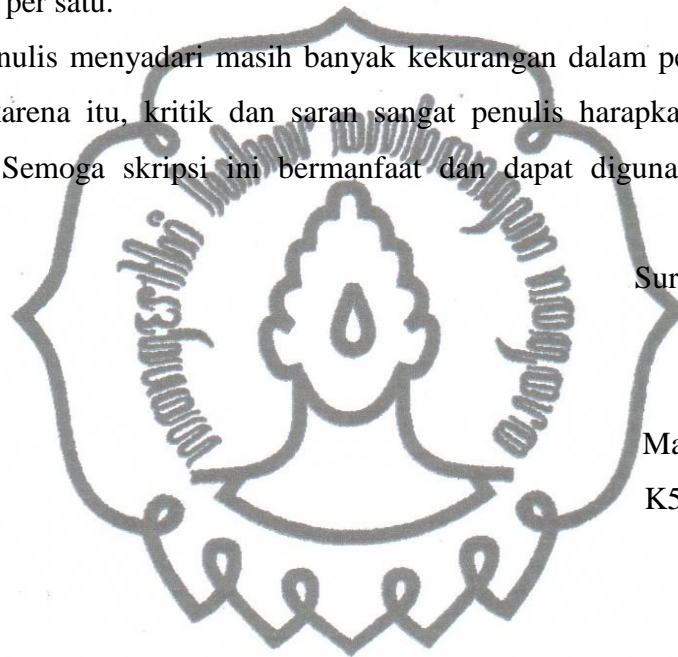 per satu.
nulis menyadari masih banyak kekurangan dalam pe
karena itu, kritik dan saran sangat penulis harapka
Semoga skripsi ini bermanfaat dan dapat diguna
Sur
Ma
K5